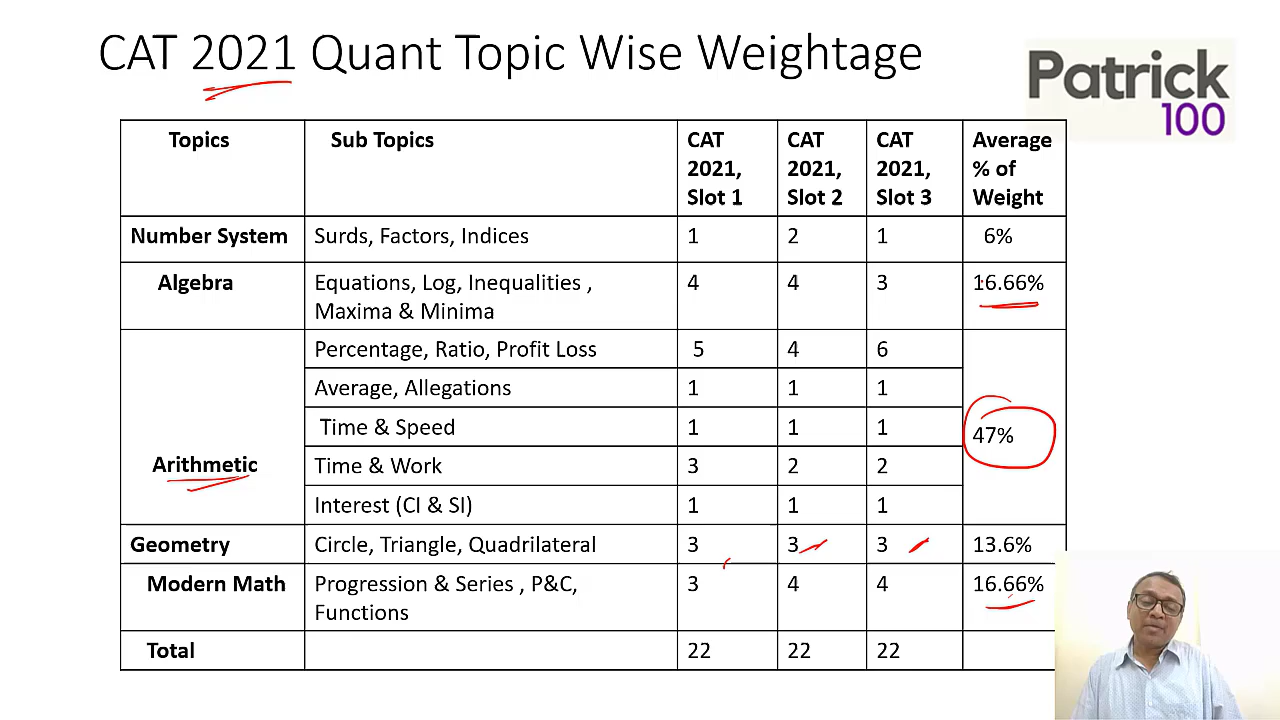 CAT 2021 Quant Topic Wise Weightage
Patrick
100
Topics Sub Topics CAT 2021, Slot 1 CAT 2021, Slot 2 CAT 2021, Slot 3 Average % of Weight
Number System Surds, Factors, Indices 1 2 1 6%
Algebra Equations, Log, Inequalities , 4 4 3 16.66%
Maxima & Minima
Percentage, Ratio, Profit Loss 5 4 6
Average, Allegations 1 1 1
Time & Speed 1 1 1
47%
Arithmetic Time & Work 3 2 2
Interest (CI & SI) 1 1 1
Geometry Circle, Triangle, Quadrilateral 3 3 3 13.6%
Modern Math Progression & Series , P&C, 3 4 4 16.66%
Functions
Total 22 22 22